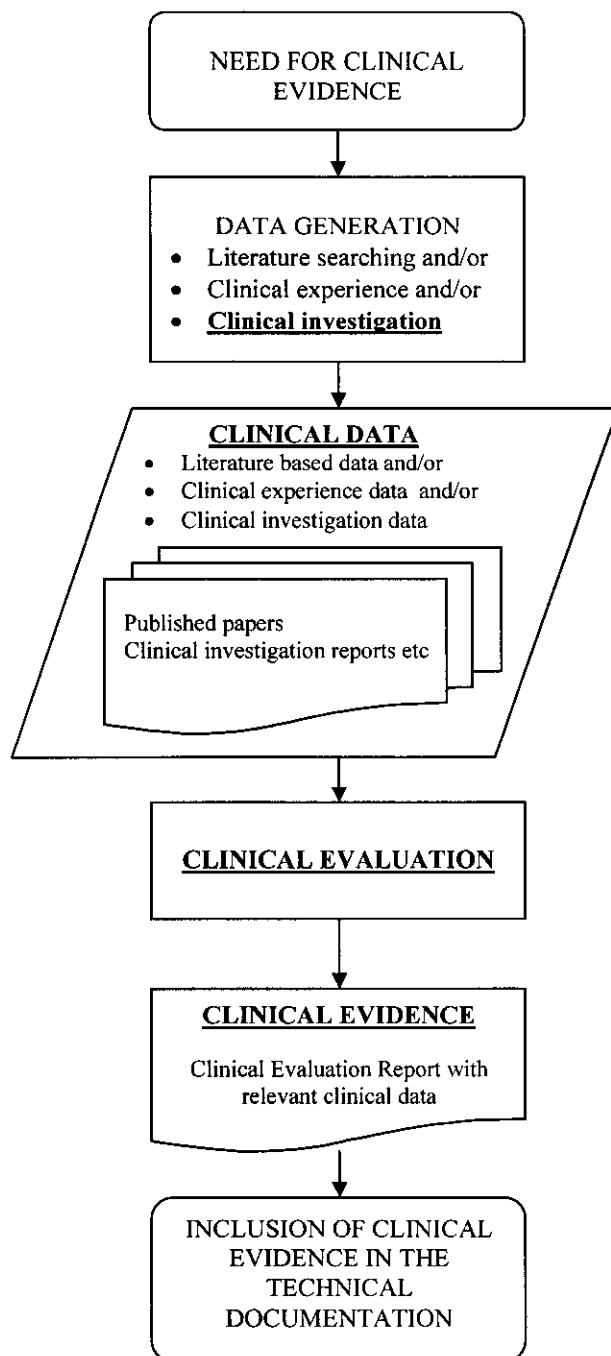 NEED FOR CLINICAL
EVIDENCE
DATA GENERATION
• Literature searching and/or
• Clinical experience and/or
• Clinical investigation
CLINICAL DATA
• Literature based data and/or
• Clinical experience data and/or
• Clinical investigation data
Published papers
Clinical investigation reports etc
CLINICAL EVALUATION
CLINICAL EVIDENCE
Clinical Evaluation Report with
relevant clinical data
INCLUSION OF CLINICAL
EVIDENCE IN THE
TECHNICAL
DOCUMENTATION